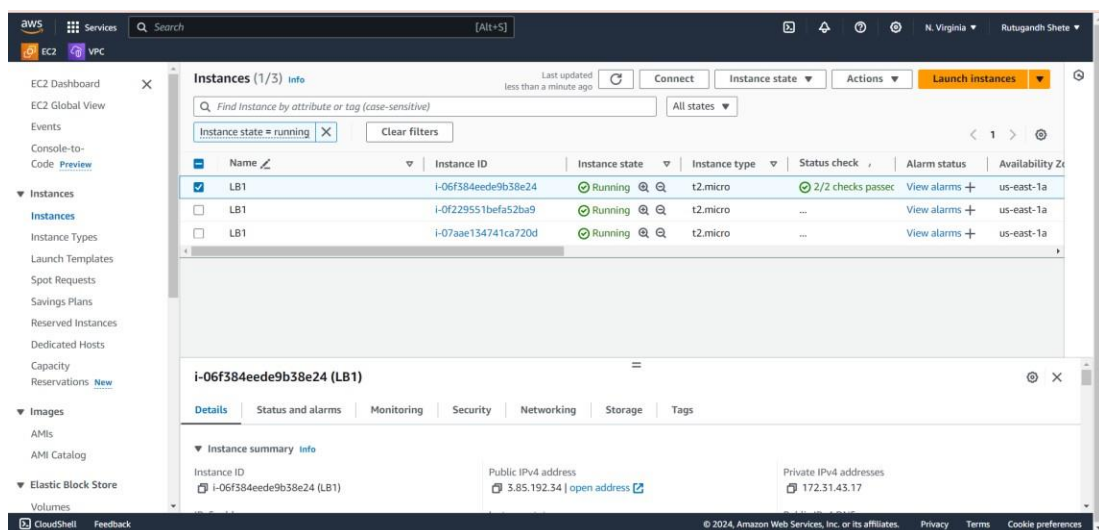 aws Services Search [Alt+S] N. Virginia Rutugandh Shete
EC2 VPC
EC2 Dashboard
EC2 Global View
Events
Console-to-
Code Preview
Instances
Instances
Instance Types
Launch Templates
Spot Requests
Savings Plans
Reserved Instances
Dedicated Hosts
Capacity
Reservations New
Images
AMIs
AMI Catalog
Elastic Block Store
Volumes
Instances (1/3) Info
Last updated
less than a minute ago
Connect Instance state Actions Launch instances
Find Instance by attribute or tag (case-sensitive) All states
Instance state = running Clear filters 1
Name Instance ID Instance state Instance type Status check Alarm status Availability Zo
LB1 i-06f384eede9b38e24 Running t2.micro 2/2 checks passec View alarms + us-east-1a
LB1 i-0f229551befa52ba9 Running t2.micro ... View alarms + us-east-1a
LB1 i-07aae134741ca720d Running t2.micro ... View alarms + us-east-1a
i-06f384eede9b38e24 (LB1)
Details Status and alarms Monitoring Security Networking Storage Tags
Instance summary Info
Instance ID Public IPv4 address Private IPv4 addresses
i-06f384eede9b38e24 (LB1) 3.85.192.34 | open address 172.31.43.17
CloudShell Feedback © 2024, Amazon Web Services, Inc. or its affiliates. Privacy Terms Cookie preferences